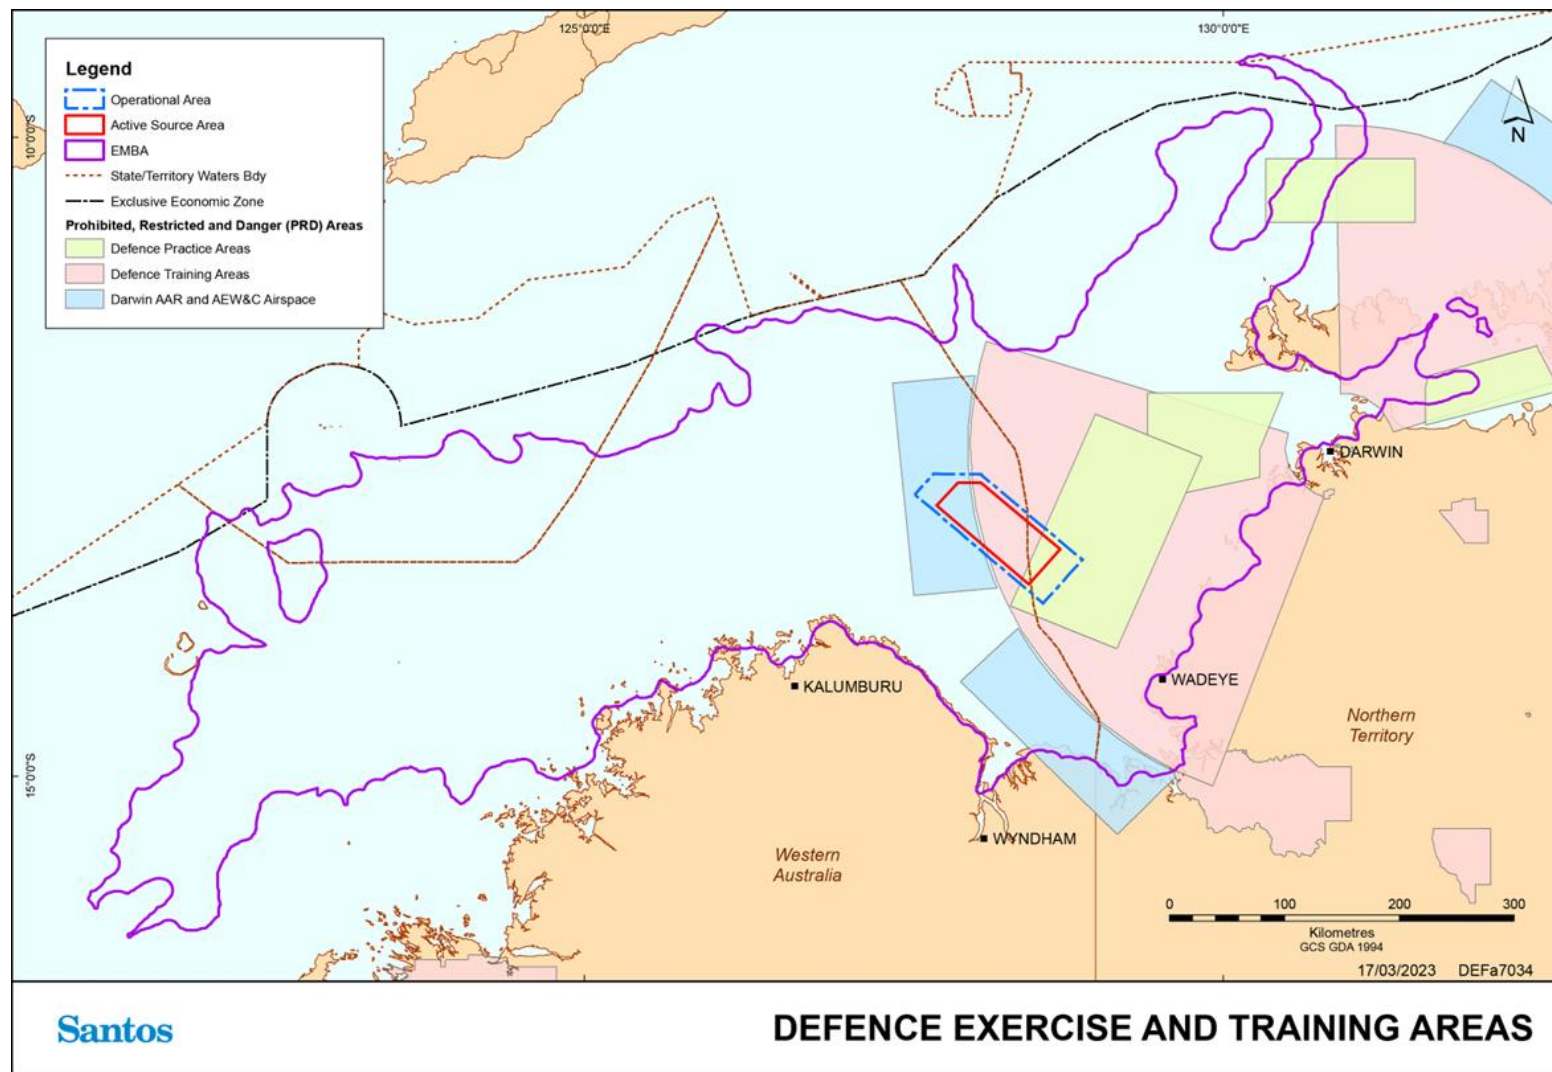 125°0'0"E
130°0'0"E
10°0'0"S
15°0'0"S
Legend
Operational Area
Active Source Area
EMBA
State/Territory Waters Bdy
Exclusive Economic Zone
Prohibited, Restricted and Danger (PRD) Areas
Defence Practice Areas
Defence Training Areas
Darwin AAR and AEW&C Airspace
N
DARWIN
WADEYE
KALUMBURU
Northern
Territory
WYNDHAM
Western
Australia
0 100 200 300
Kilometres
GCS GDA 1994
17/03/2023 DEFa7034
Santos
DEFENCE EXERCISE AND TRAINING AREAS